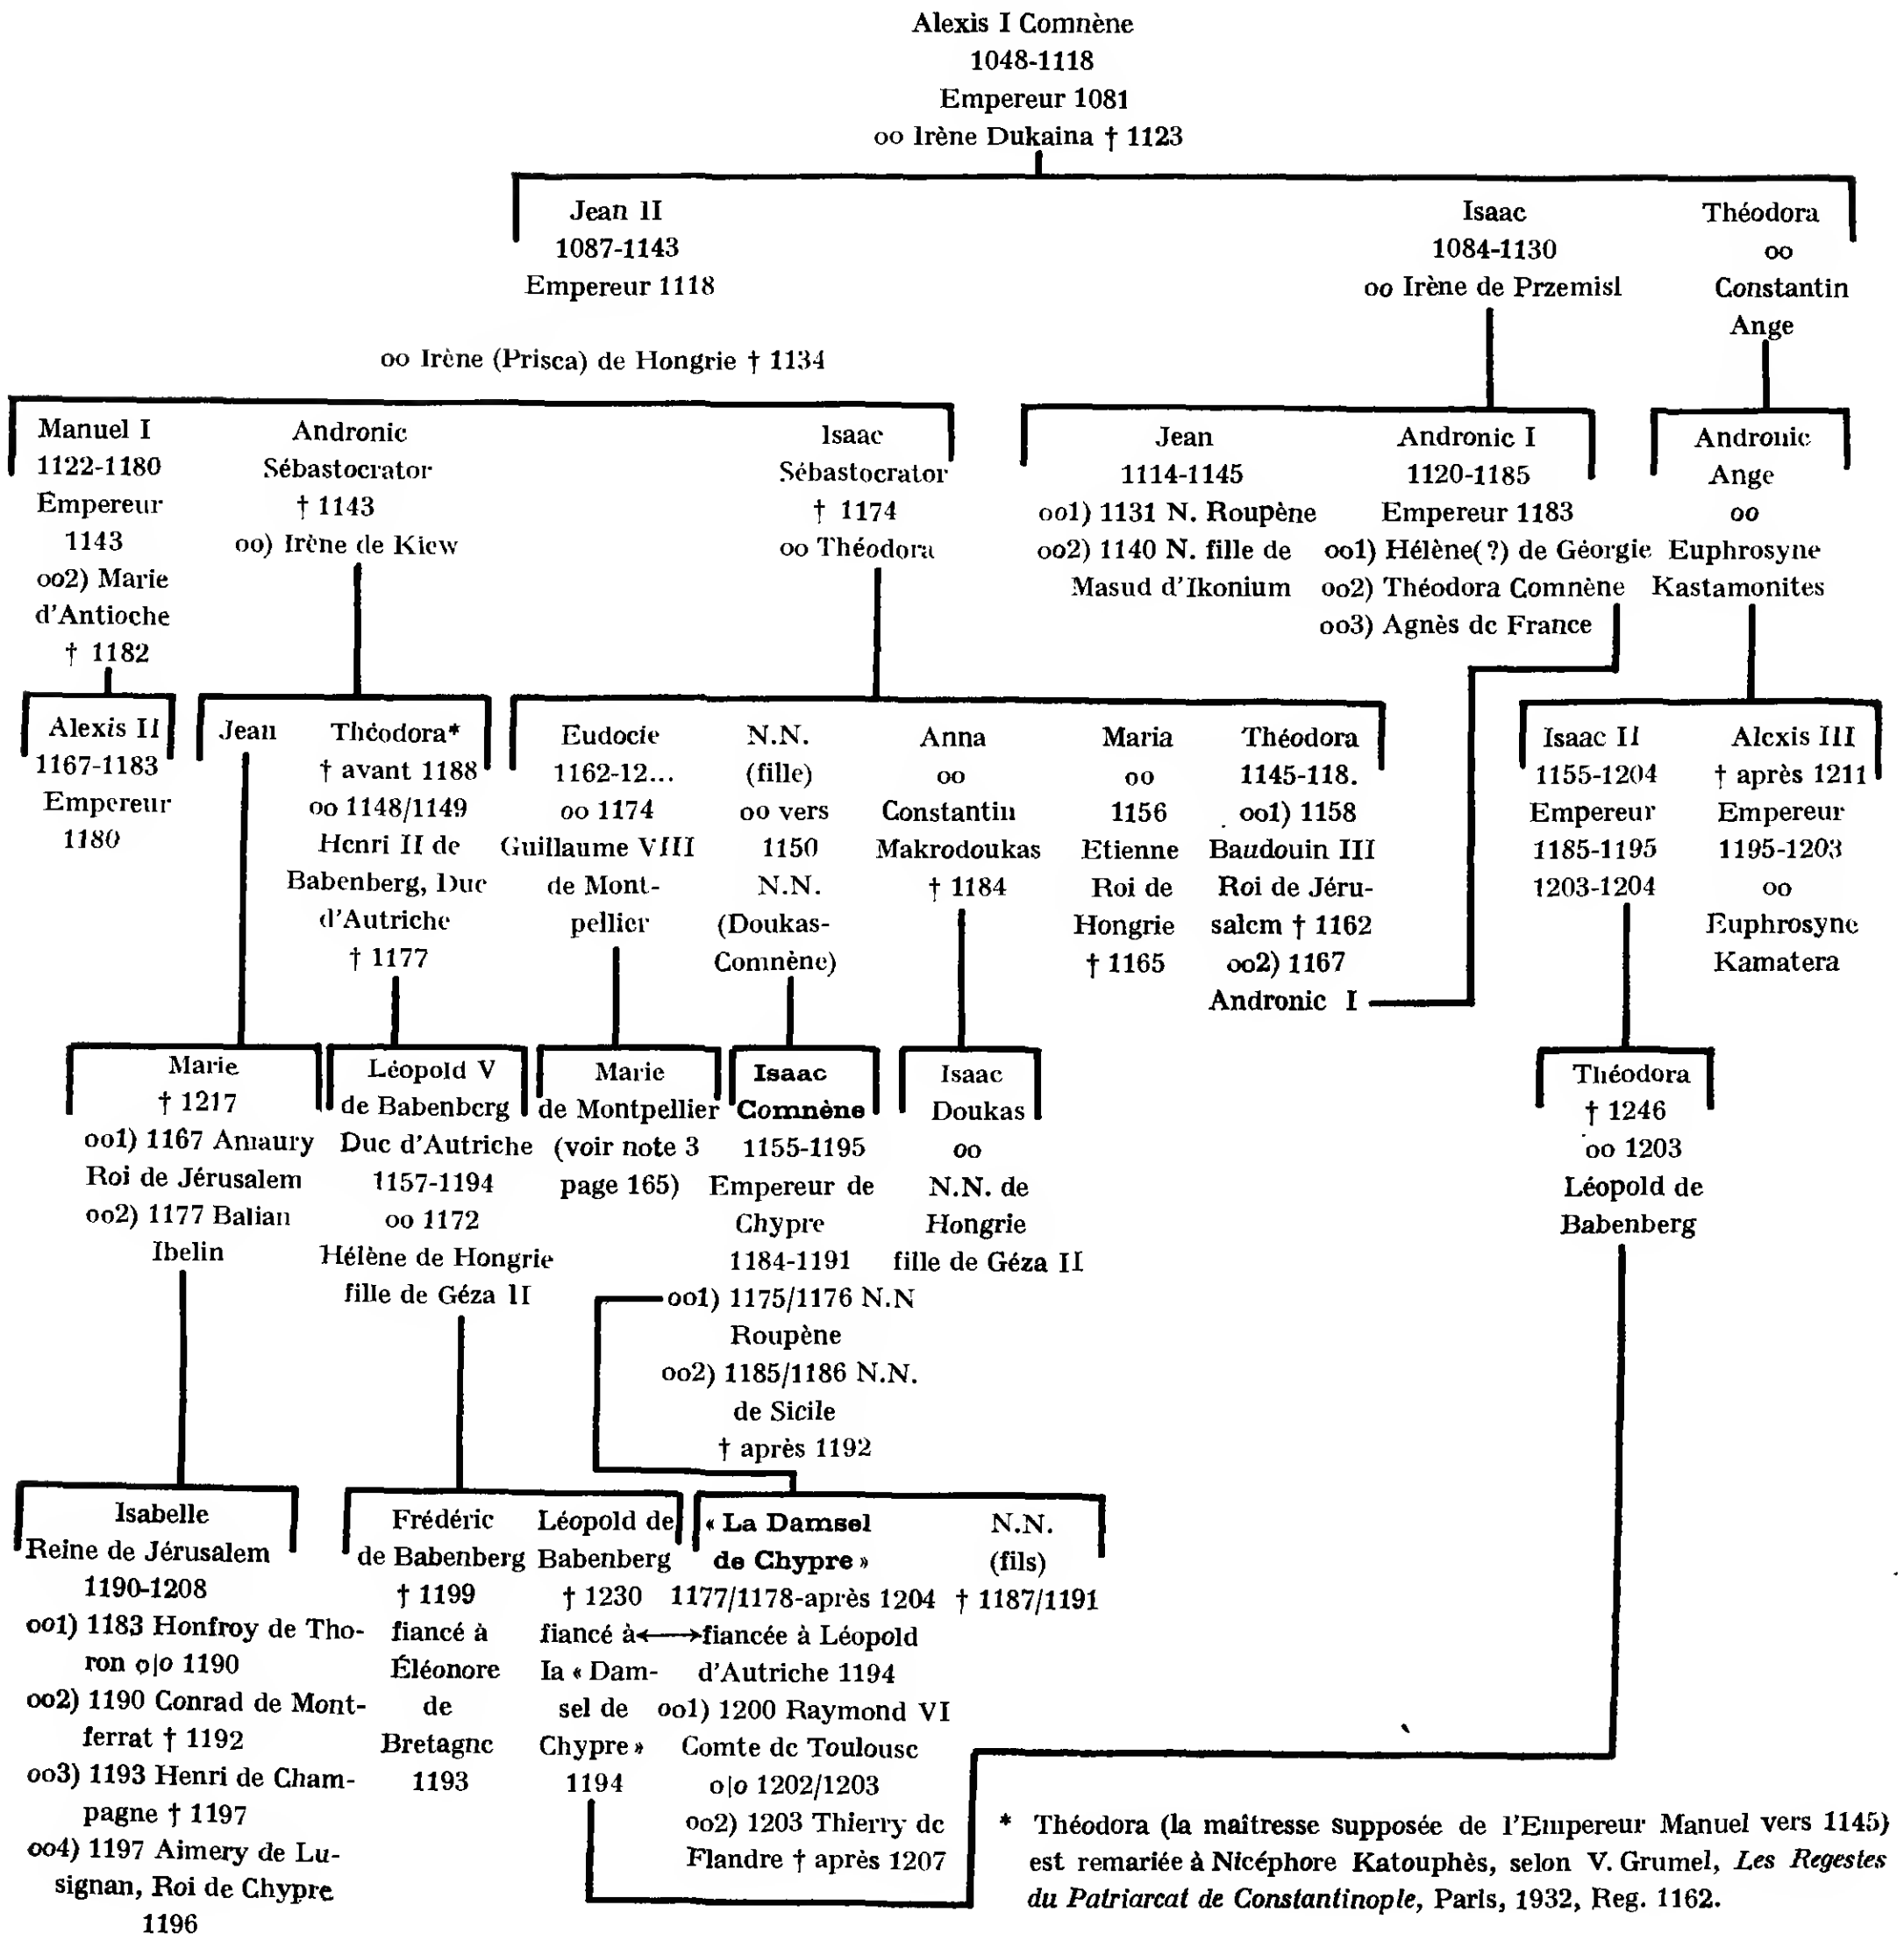 Alexis I Comnène
1048-1118
Empereur 1081
oo Irène Dukaina † 1123
Jean II
1087-1143
Empereur 1118
oo Irène (Prisca) de Hongrie † 1134
Isaac
1084-1130
oo Irène de Przemisl
Théodora
oo
Constantin
Ange
Manuel I
1122-1180
Empereur
1143
oo2) Marie
d'Antioche
† 1182
Andronic
Sébastocrator
† 1143
oo) Irène de Kiew
Isaac
Sébastocrator
† 1174
oo Théodora
Jean
1114-1145
oo1) 1131 N. Roupène
oo2) 1140 N. fille de
Masud d'Ikonium
Andronic I
1120-1185
Empereur 1183
oo1) Hélène(?) de Géorgie
oo2) Théodora Comnène
oo3) Agnès de France
Andronic
Ange
oo
Euphrosyne
Kastamonites
Alexis II
1167-1183
Empereur
1180
Jean
Théodora*
† avant 1188
oo 1148/1149
Henri II de
Babenberg, Duc
d'Autriche
† 1177
Eudocie
1162-12...
oo 1174
Guillaume VIII
de Mont-
pellier
N.N.
(fille)
oo vers
1150
N.N.
(Doukas-
Comnène)
Anna
oo
Constantin
Makrodoukas
† 1184
Maria
oo
1156
Etienne
Roi de
Hongrie
† 1165
Théodora
1145-118.
oo1) 1158
Baudouin III
Roi de Jéru-
salem † 1162
oo2) 1167
Andronic I
Isaac II
1155-1204
Empereur
1185-1195
1203-1204
Alexis III
† après 1211
Empereur
1195-1203
oo
Euphrosyne
Kamatera
Marie
† 1217
oo1) 1167 Amaury
Roi de Jérusalem
oo2) 1177 Balian
Ibelin
Léopold V
de Babenberg
Duc d'Autriche
1157-1194
oo 1172
Hélène de Hongrie
fille de Géza II
Marie
de Montpellier
(voir note 3
page 165)
Isaac
Comnène
1155-1195
Empereur de
Chypre
1184-1191
oo1) 1175/1176 N.N
Roupène
oo2) 1185/1186 N.N.
de Sicile
† après 1192
Isaac
Doukas
oo
N.N. de
Hongrie
fille de Géza II
Théodora
† 1246
oo 1203
Léopold de
Babenberg
Isabelle
Reine de Jérusalem
1190-1208
oo1) 1183 Honfroy de Tho-
ron o|o 1190
oo2) 1190 Conrad de Mont-
ferrat † 1192
oo3) 1193 Henri de Cham-
pagne † 1197
oo4) 1197 Aimery de Lu-
signan, Roi de Chypre
1196
Frédéric
de Babenberg
† 1199
fiancé à
Éléonore
de
Bretagne
1193
Léopold de
Babenberg
† 1230
fiancé à
la « Dam-
sel de
Chypre »
1194
« La Damsel
de Chypre »
1177/1178-après 1204
fiancée à Léopold
d'Autriche 1194
oo1) 1200 Raymond VI
Comte de Toulouse
o|o 1202/1203
oo2) 1203 Thierry de
Flandre † après 1207
N.N.
(fils)
† 1187/1191
* Théodora (la maîtresse supposée de l'Empereur Manuel vers 1145)
est remariée à Nicéphore Katouphès, selon V. Grumel, Les Regestes
du Patriarcat de Constantinople, Paris, 1932, Reg. 1162.